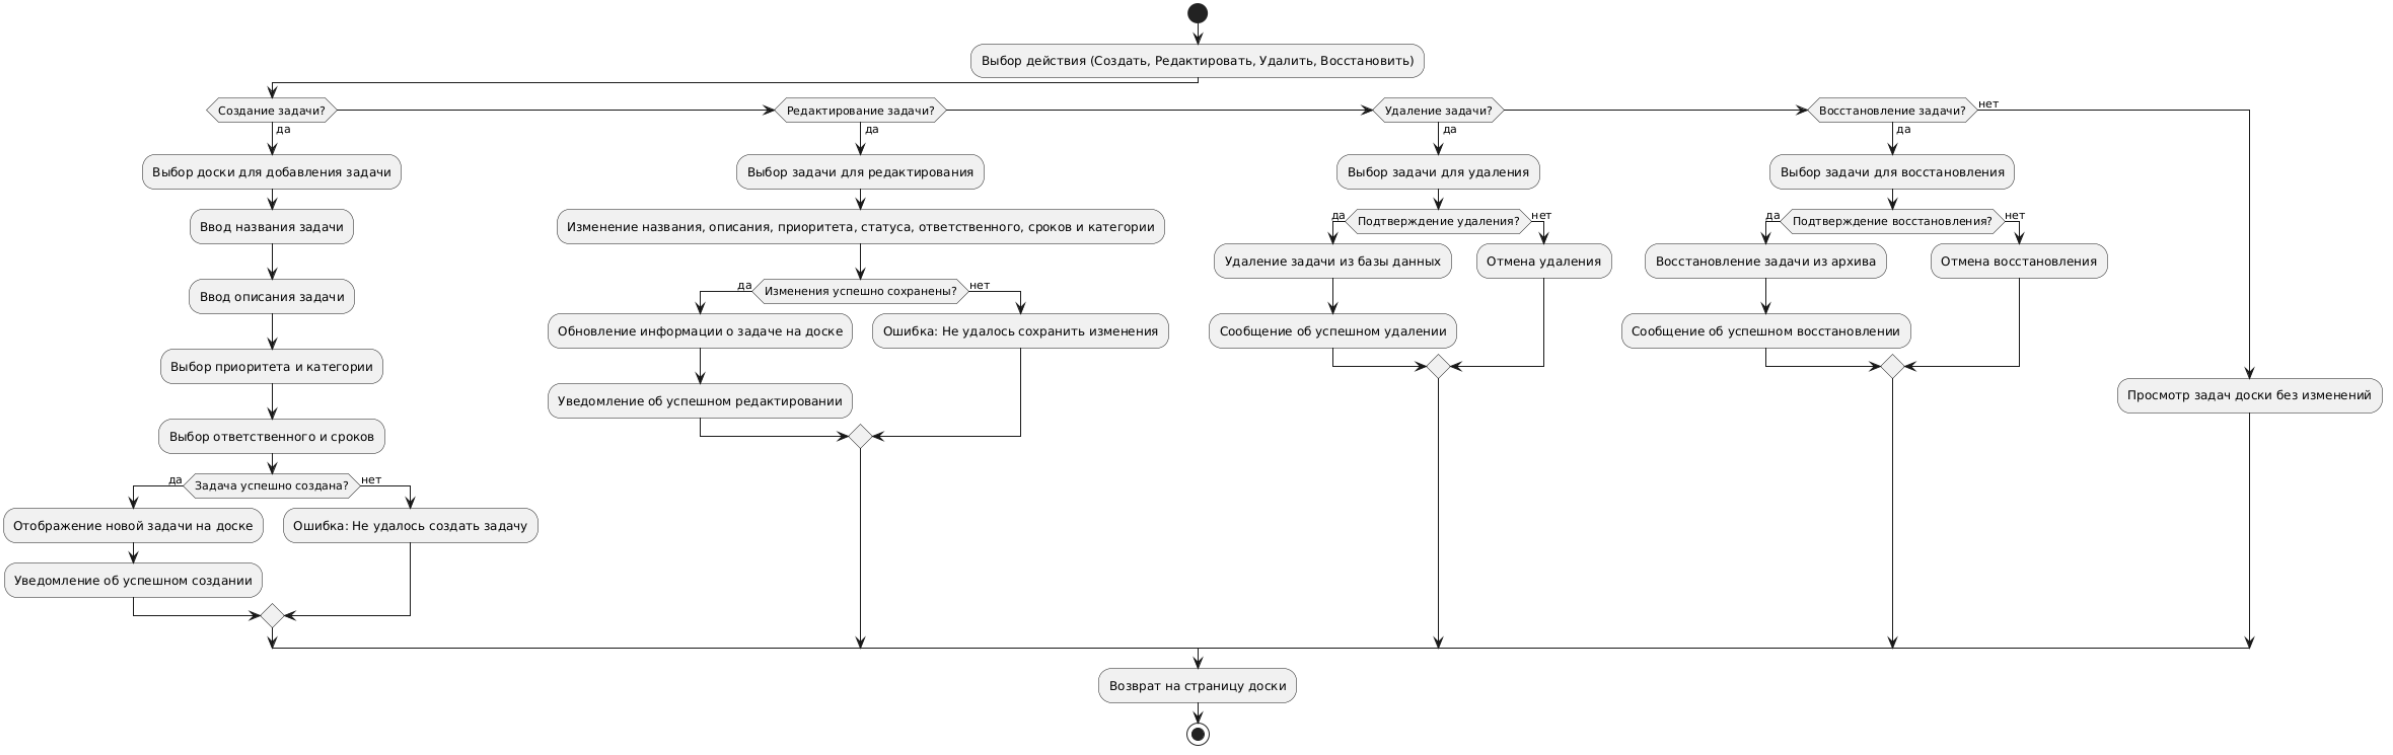 Выбор действия (Создать, Редактировать, Удалить, Восстановить)
Создание задачи?
да
Выбор доски для добавления задачи
Ввод названия задачи
Ввод описания задачи
Выбор приоритета и категории
Выбор ответственного и сроков
Задача успешно создана?
да
нет
Отображение новой задачи на доске
Уведомление об успешном создании
Ошибка: Не удалось создать задачу
Редактирование задачи?
да
Выбор задачи для редактирования
Изменение названия, описания, приоритета, статуса, ответственного, сроков и категории
Изменения успешно сохранены?
да
нет
Обновление информации о задаче на доске
Уведомление об успешном редактировании
Ошибка: Не удалось сохранить изменения
Удаление задачи?
да
Выбор задачи для удаления
Подтверждение удаления?
да
нет
Удаление задачи из базы данных
Сообщение об успешном удалении
Отмена удаления
Восстановление задачи?
да
нет
Выбор задачи для восстановления
Подтверждение восстановления?
да
нет
Восстановление задачи из архива
Сообщение об успешном восстановлении
Отмена восстановления
Просмотр задач доски без изменений
Возврат на страницу доски